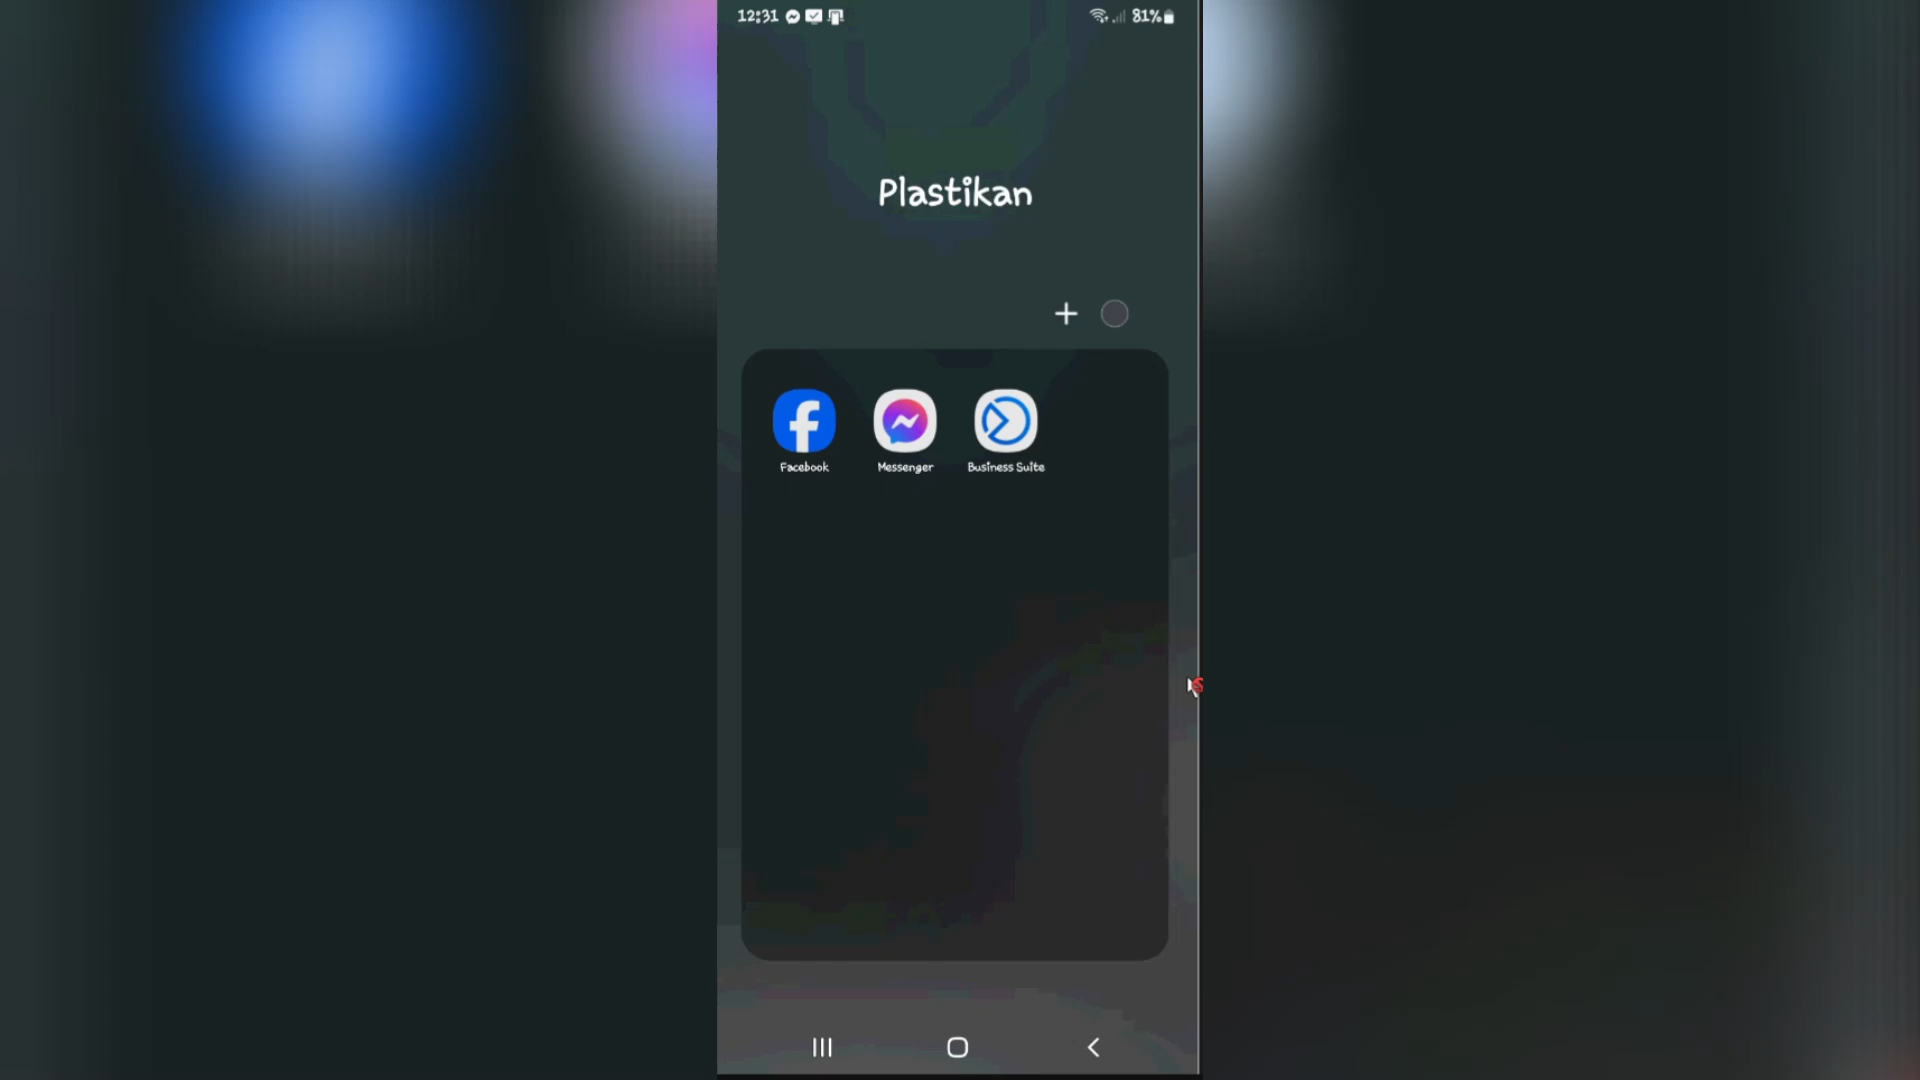 12:31
81%
Plastikan
Facebook
Messenger
Business Suite